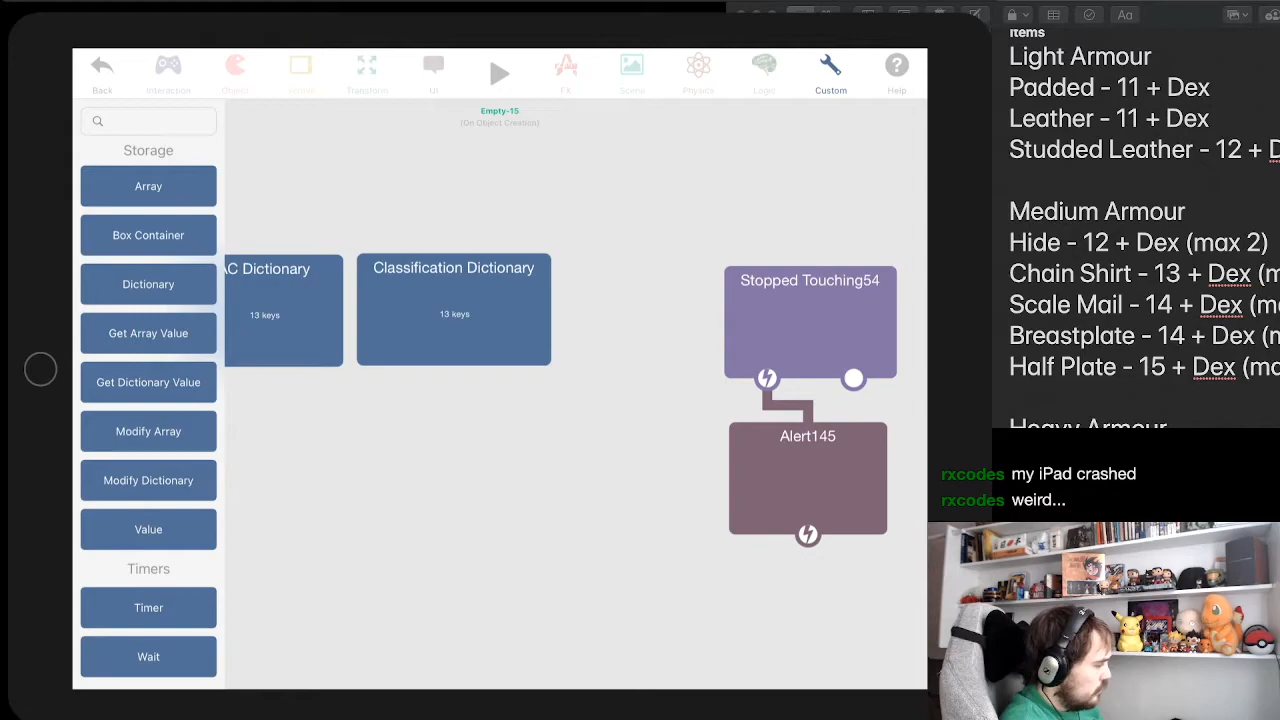 Back
Interaction
Object
Transform
UI
FX
Scene
Physics
Logic
Custom
Help
Empty-15
(On Object Creation)
Storage
Array
Box Container
Dictionary
Get Array Value
Get Dictionary Value
Modify Array
Modify Dictionary
Value
Timers
Timer
Wait
AC Dictionary
13 keys
Classification Dictionary
13 keys
Stopped Touching54
Alert145
Aa
Items
Light Armour
Padded - 11 + Dex
Leather - 11 + Dex
Studded Leather - 12 + D
Medium Armour
Hide - 12 + Dex (max 2)
Chain Shirt - 13 + Dex (m
Scale Mail - 14 + Dex (m
Breastplate - 14 + Dex (m
Half Plate - 15 + Dex (ma
Heavy Armour
rxcodes my iPad crashed
rxcodes weird...